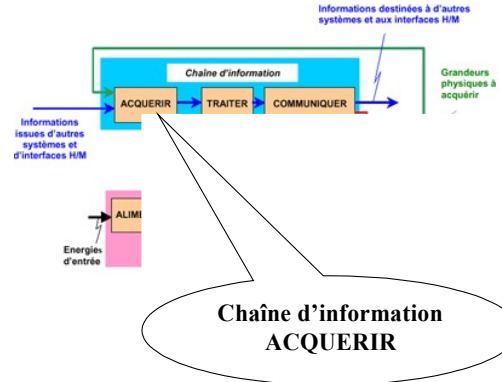 Informations destinées à d'autres
systèmes et aux interfaces H/M
Chaîne d'information
Grandeurs
physiques à
acquérir
ACQUERIR
TRAITER
COMMUNIQUER
Informations
issues d'autres
systèmes et
d'interfaces H/M
ALIME
Energies
d'entrée
Chaîne d'information
ACQUERIR